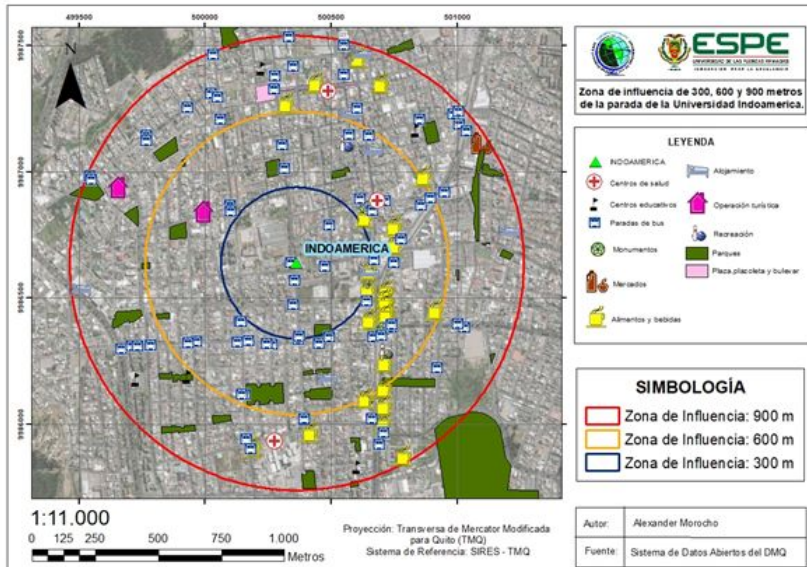 499500 500000 500500 501000
9987500
9987000
9986500
9986000
9987500
9987000
9986500
9986000
N
INDOAMERICA
1:11.000
0 125 250 500 750 1.000
Metros
Proyección: Transversa de Mercator Modificada
para Quito (TMQ)
Sistema de Referencia: SIRES - TMQ
ESPE
UNIVERSIDAD DE LAS FUERZAS ARMADAS
Zona de influencia de 300, 600 y 900 metros
de la parada de la Universidad Indoamerica.
LEYENDA
INDOAMERICA
Centros de salud
Centros educativos
Paradas de bus
Monumentos
Mercados
Alimentos y bebidas
Alojamiento
Operación turística
Recreación
Parques
Plaza,placoleta y bulevar
SIMBOLOGÍA
Zona de Influencia: 900 m
Zona de Influencia: 600 m
Zona de Influencia: 300 m
Autor: Alexander Morocho
Fuente: Sistema de Datos Abiertos del DMQ